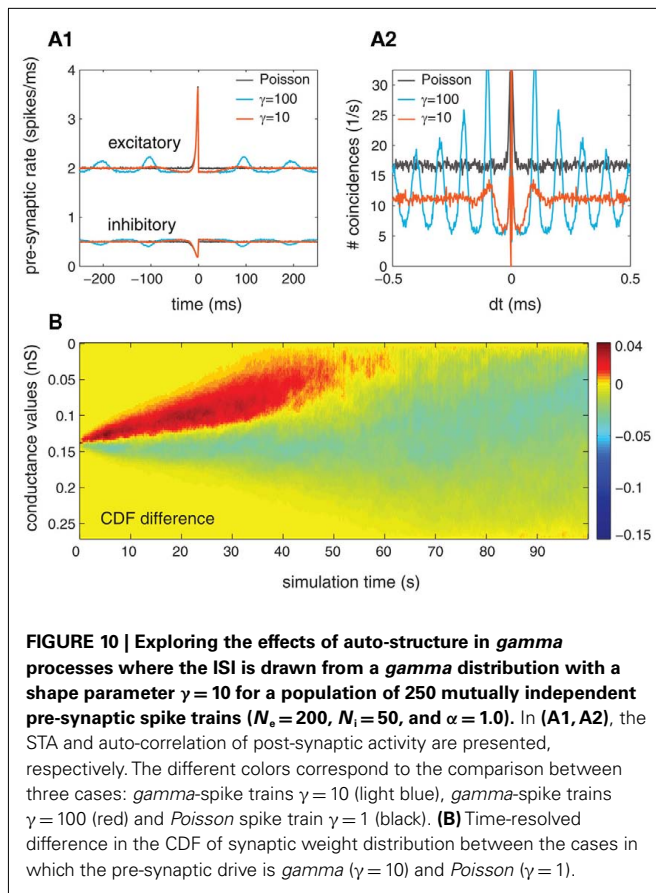 A1
A2
pre-synaptic rate (spikes/ms)
4
3
2
1
0
Poisson
γ=100
γ=10
excitatory
inhibitory
−200 −100 0 100 200
time (ms)
# coincidences (1/s)
30
25
20
15
10
5
0
Poisson
γ=100
γ=10
-0.5 0 0.5
dt (ms)
B
conductance values (nS)
0
0.05
0.1
0.15
0.2
0.25
CDF difference
0 10 20 30 40 50 60 70 80 90
simulation time (s)
0.04
0
-0.05
-0.1
-0.15
FIGURE 10 | Exploring the effects of auto-structure in gamma
processes where the ISI is drawn from a gamma distribution with a
shape parameter γ = 10 for a population of 250 mutually independent
pre-synaptic spike trains (Ne = 200, Ni = 50, and α = 1.0). In (A1, A2), the
STA and auto-correlation of post-synaptic activity are presented,
respectively. The different colors correspond to the comparison between
three cases: gamma-spike trains γ = 10 (light blue), gamma-spike trains
γ = 100 (red) and Poisson spike train γ = 1 (black). (B) Time-resolved
difference in the CDF of synaptic weight distribution between the cases in
which the pre-synaptic drive is gamma (γ = 10) and Poisson (γ = 1).